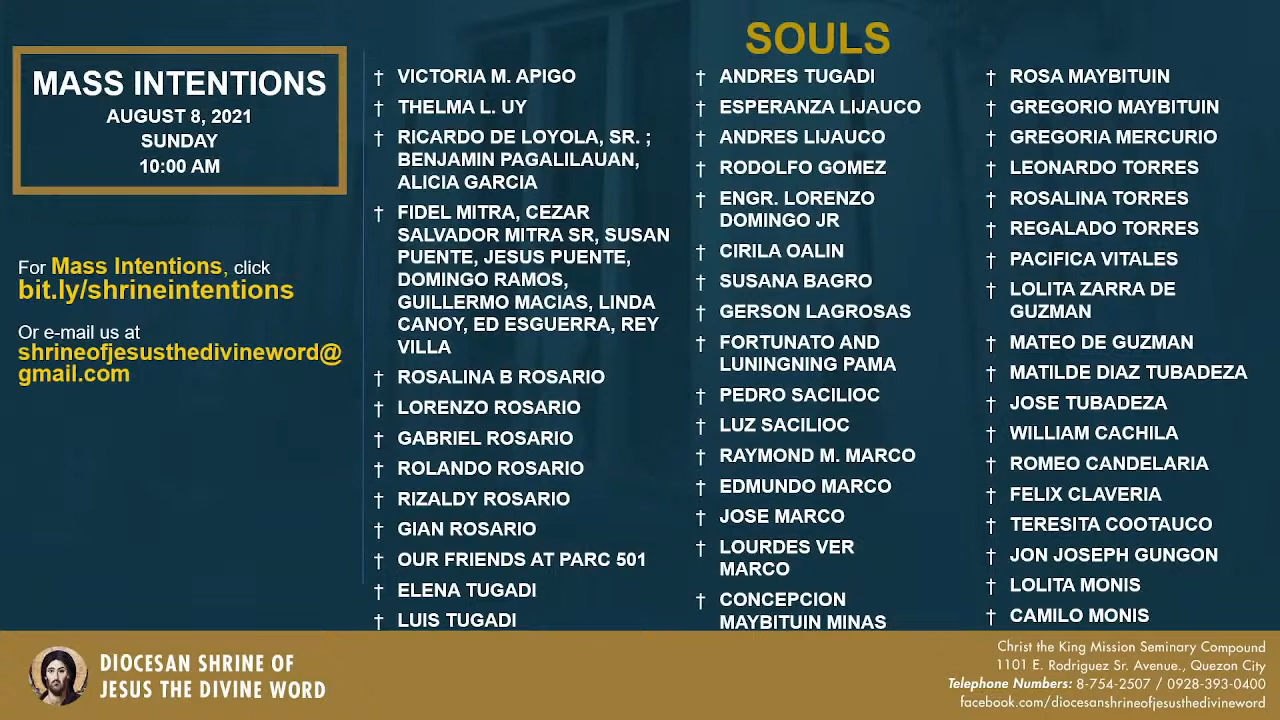 MASS INTENTIONS
AUGUST 8, 2021
SUNDAY
10:00 AM
For Mass Intentions, click
bit.ly/shrineintentions
Or e-mail us at
shrineofjesusthedivineword@
gmail.com
SOULS
† VICTORIA M. APIGO
† THELMA L. UY
† RICARDO DE LOYOLA, SR. ;
BENJAMIN PAGALILAUAN,
ALICIA GARCIA
† FIDEL MITRA, CEZAR
SALVADOR MITRA SR, SUSAN
PUENTE, JESUS PUENTE,
DOMINGO RAMOS,
GUILLERMO MACIAS, LINDA
CANOY, ED ESGUERRA, REY
VILLA
† ROSALINA B ROSARIO
† LORENZO ROSARIO
† GABRIEL ROSARIO
† ROLANDO ROSARIO
† RIZALDY ROSARIO
† GIAN ROSARIO
† OUR FRIENDS AT PARC 501
† ELENA TUGADI
† LUIS TUGADI
† ANDRES TUGADI
† ESPERANZA LIJAUCO
† ANDRES LIJAUCO
† RODOLFO GOMEZ
† ENGR. LORENZO
DOMINGO JR
† CIRILA OALIN
† SUSANA BAGRO
† GERSON LAGROSAS
† FORTUNATO AND
LUNINGNING PAMA
† PEDRO SACILIOC
† LUZ SACILIOC
† RAYMOND M. MARCO
† EDMUNDO MARCO
† JOSE MARCO
† LOURDES VER
MARCO
† CONCEPCION
MAYBITUIN MINAS
† ROSA MAYBITUIN
† GREGORIO MAYBITUIN
† GREGORIA MERCURIO
† LEONARDO TORRES
† ROSALINA TORRES
† REGALADO TORRES
† PACIFICA VITALES
† LOLITA ZARRA DE
GUZMAN
† MATEO DE GUZMAN
† MATILDE DIAZ TUBADEZA
† JOSE TUBADEZA
† WILLIAM CACHILA
† ROMEO CANDELARIA
† FELIX CLAVERIA
† TERESITA COOTAUCO
† JON JOSEPH GUNGON
† LOLITA MONIS
† CAMILO MONIS
DIOCESAN SHRINE OF
JESUS THE DIVINE WORD
Christ the King Mission Seminary Compound
1101 E. Rodriguez Sr. Avenue., Quezon City
Telephone Numbers: 8-754-2507 / 0928-393-0400
facebook.com/diocesanshrineofjesusthedivineword